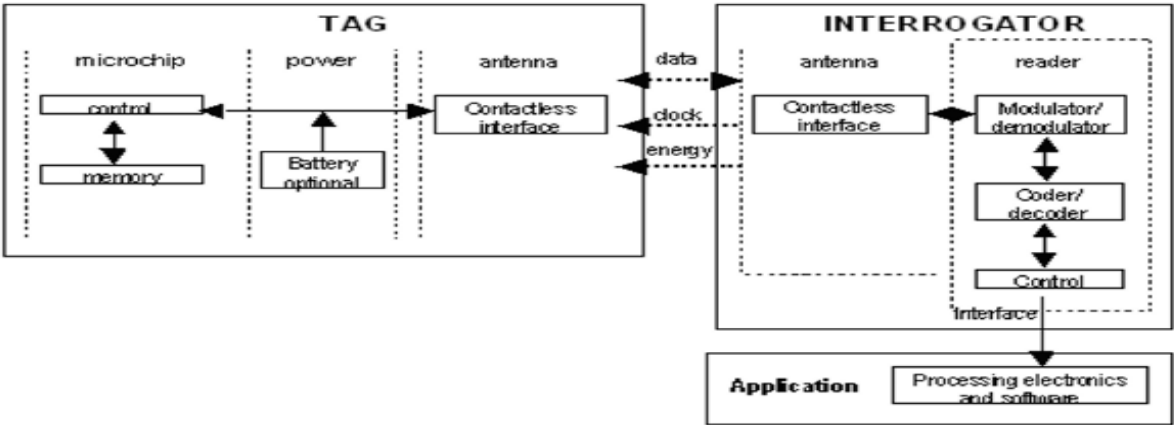 TAG
microchip
power
antenna
control
memory
Battery
optional
Contactless
interface
data
clock
energy
INTERROGATOR
antenna
reader
Contactless
interface
Modulator/
demodulator
Coder/
decoder
Control
Interface
Application
Processing electronics
and software